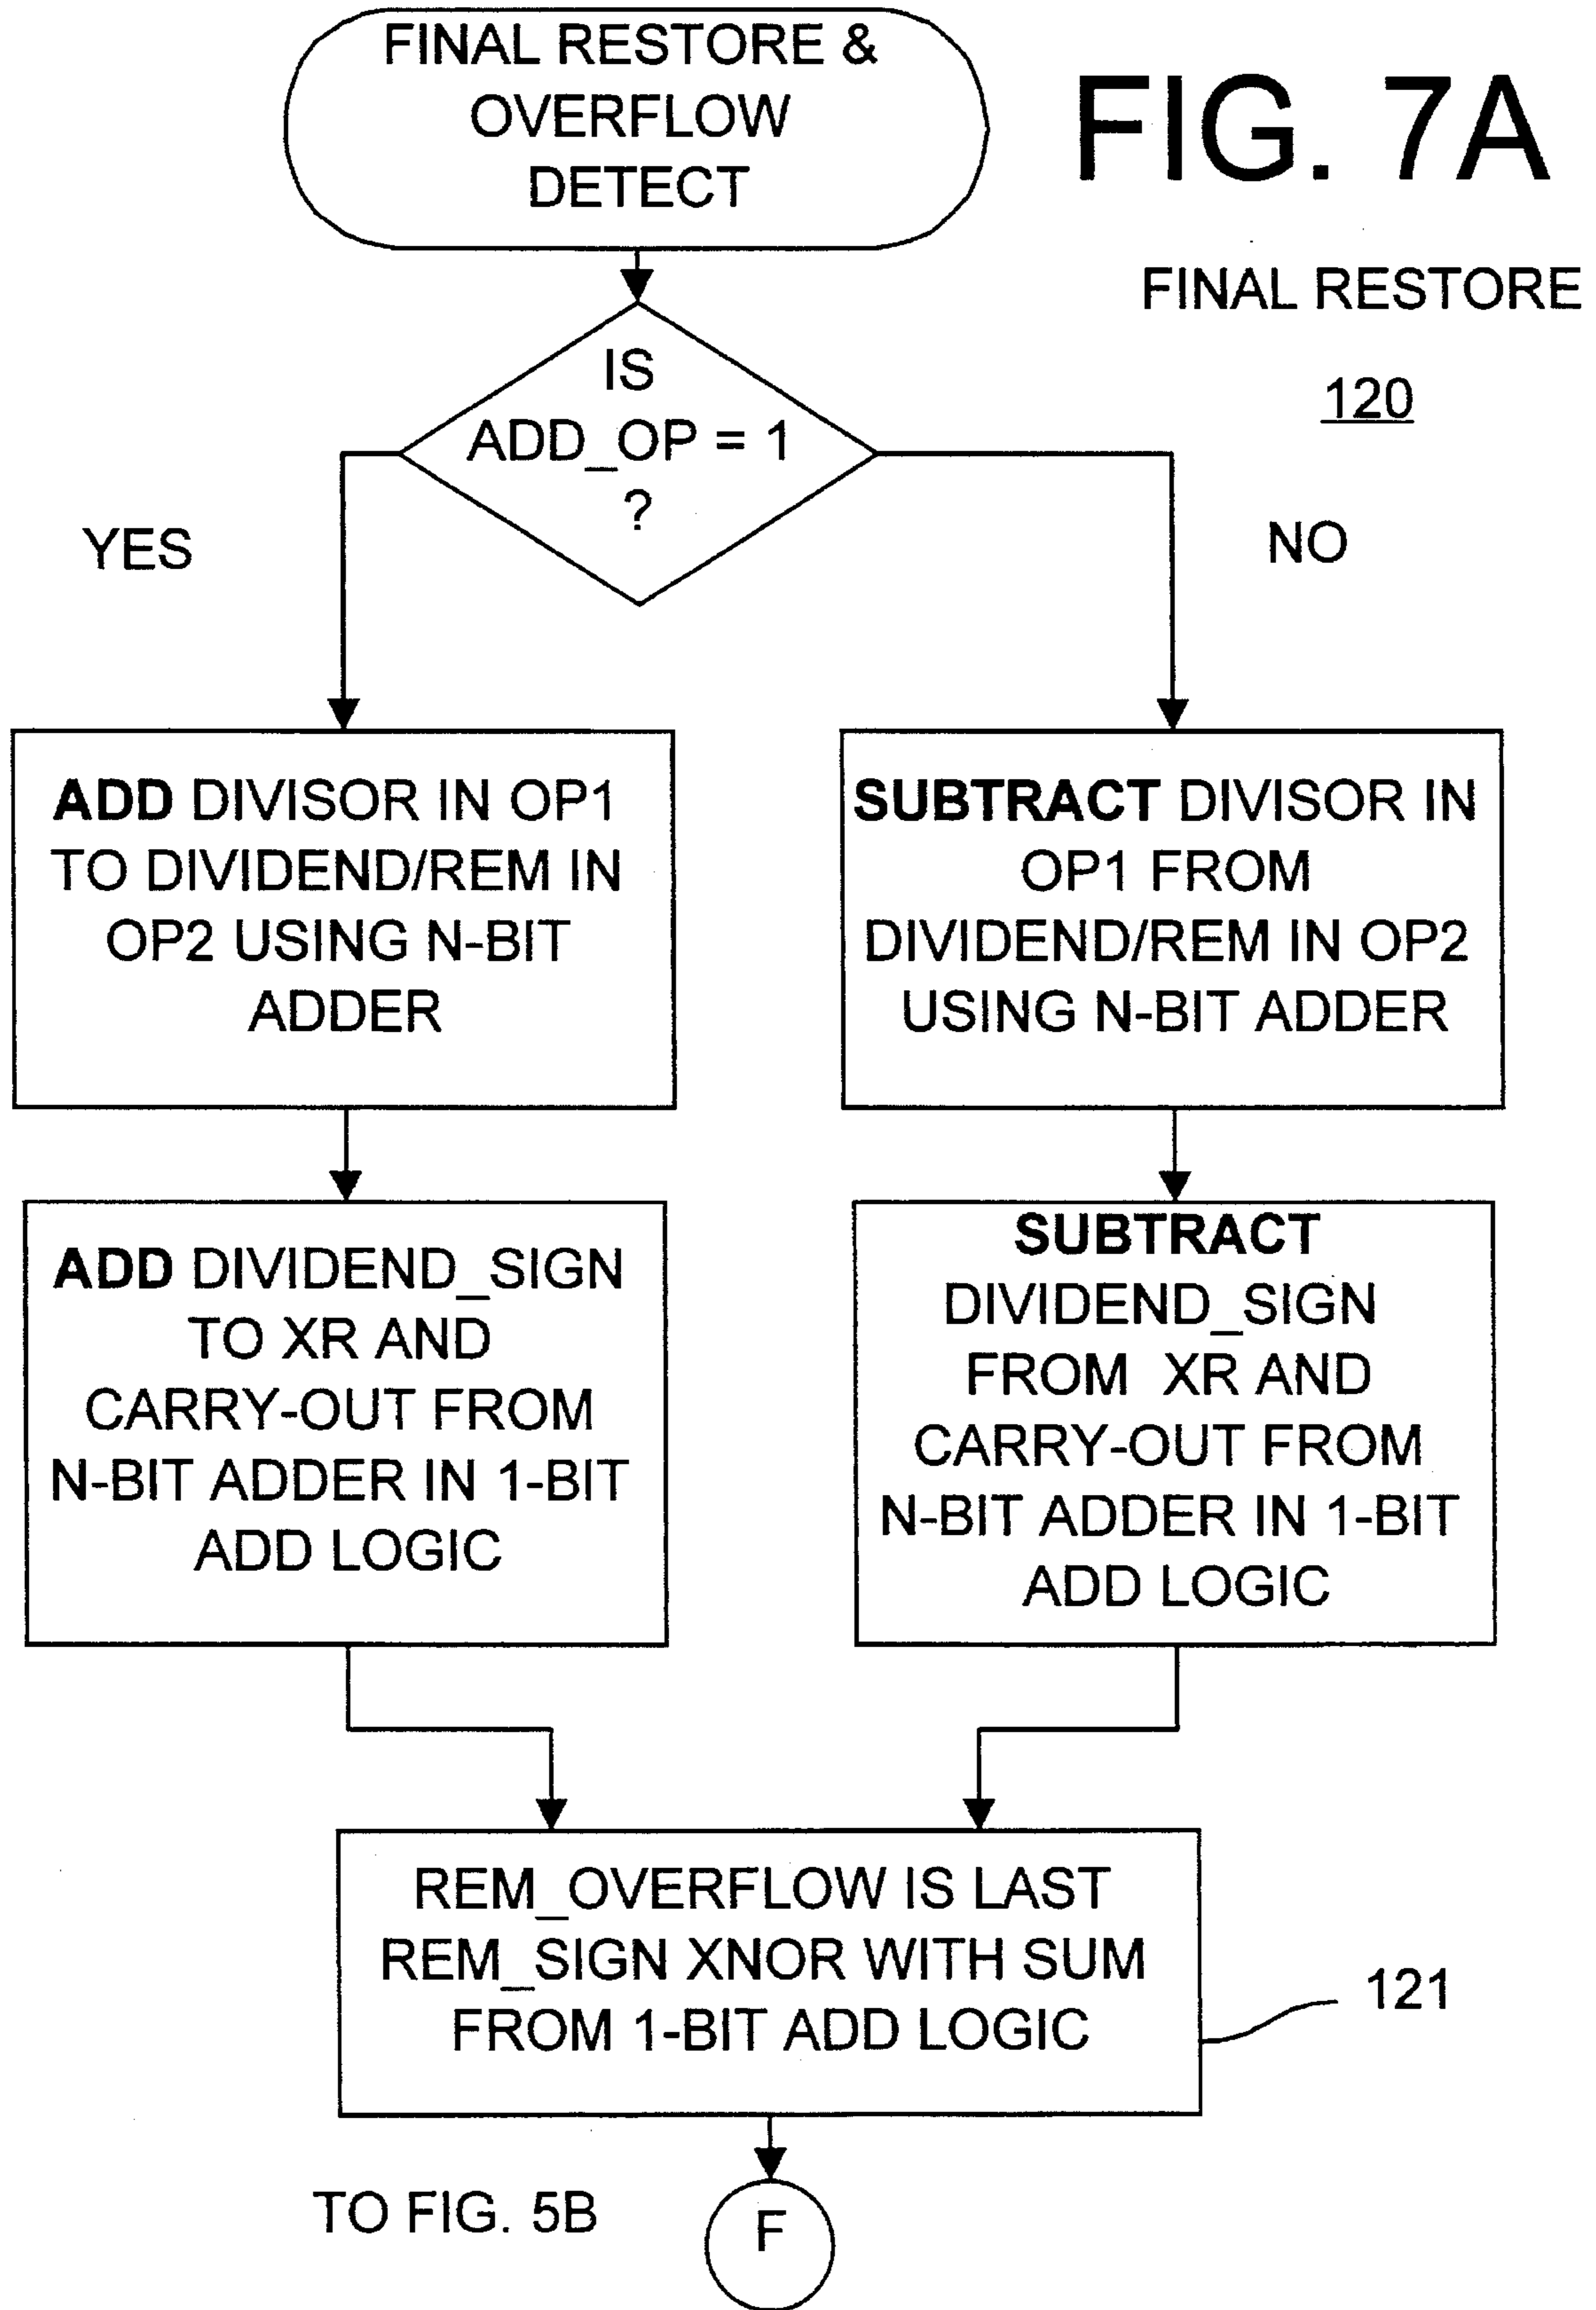 FINAL RESTORE &
OVERFLOW
DETECT
FIG. 7A
FINAL RESTORE
120
IS
ADD_OP = 1
?
YES
NO
ADD DIVISOR IN OP1
TO DIVIDEND/REM IN
OP2 USING N-BIT
ADDER
SUBTRACT DIVISOR IN
OP1 FROM
DIVIDEND/REM IN OP2
USING N-BIT ADDER
ADD DIVIDEND_SIGN
TO XR AND
CARRY-OUT FROM
N-BIT ADDER IN 1-BIT
ADD LOGIC
SUBTRACT
DIVIDEND_SIGN
FROM XR AND
CARRY-OUT FROM
N-BIT ADDER IN 1-BIT
ADD LOGIC
REM_OVERFLOW IS LAST
REM_SIGN XNOR WITH SUM
FROM 1-BIT ADD LOGIC
121
TO FIG. 5B
F